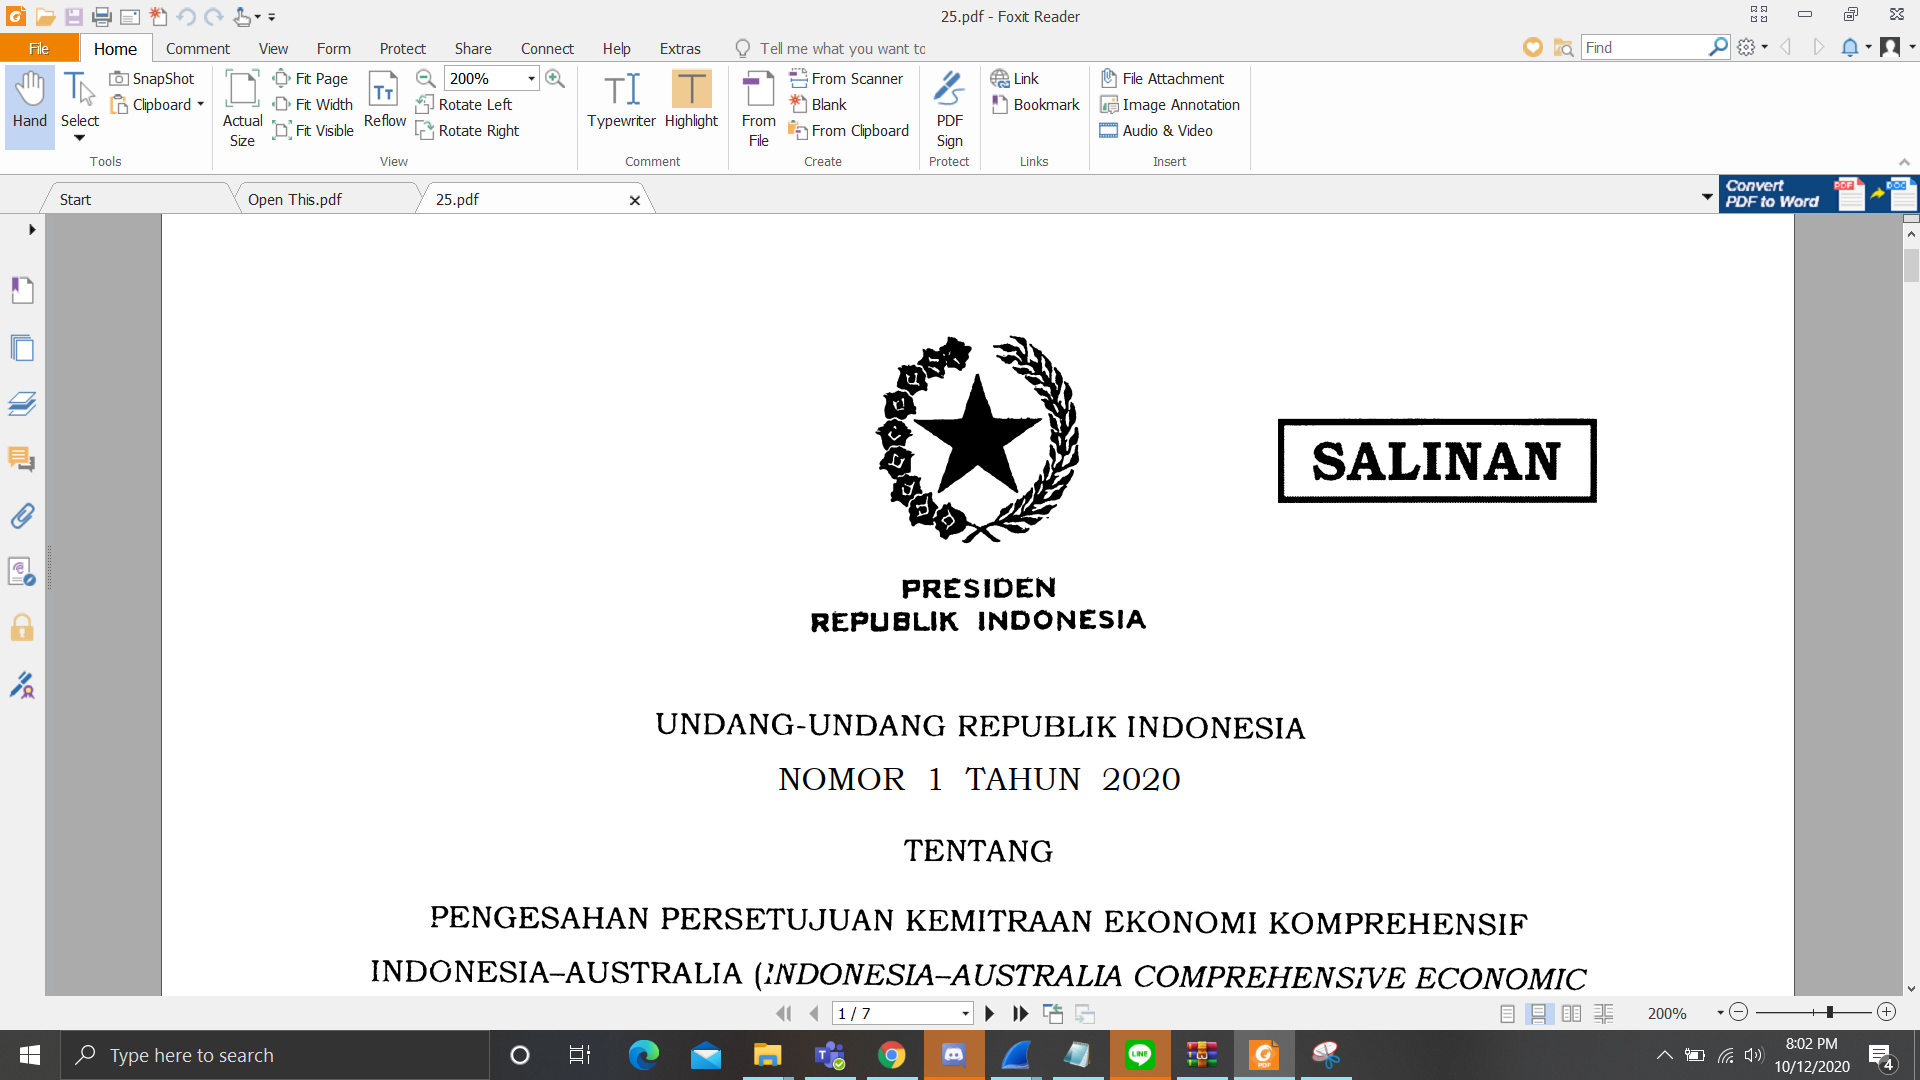 25.pdf - Foxit Reader
File Home Comment View Form Protect Share Connect Help Extras Tell me what you want to Find
Hand
Select
SnapShot
Clipboard
Tools
Actual Size
Fit Page
Fit Width
Fit Visible
Reflow
200%
Rotate Left
Rotate Right
View
Typewriter
Highlight
Comment
From File
From Scanner
Blank
From Clipboard
Create
PDF Sign
Protect
Link
Bookmark
Links
File Attachment
Image Annotation
Audio & Video
Insert
Start
Open This.pdf
25.pdf
Convert
PDF to Word
PDF
DOC
SALINAN
PRESIDEN
REPUBLIK INDONESIA
UNDANG-UNDANG REPUBLIK INDONESIA
NOMOR 1 TAHUN 2020
TENTANG
PENGESAHAN PERSETUJUAN KEMITRAAN EKONOMI KOMPREHENSIF
INDONESIA–AUSTRALIA (INDONESIA–AUSTRALIA COMPREHENSIVE ECONOMIC
1 / 7
200%
Type here to search
LINE
PDF
8:02 PM
10/12/2020
4